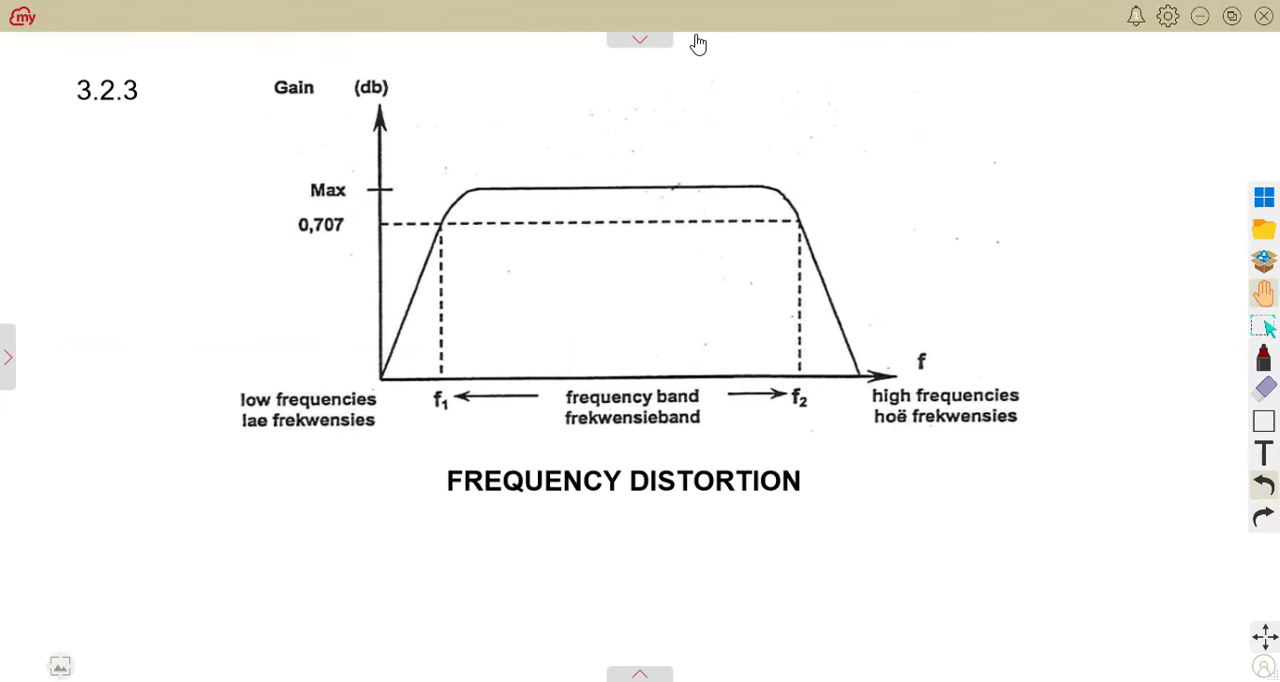 my
3.2.3
Gain (db)
Max
0,707
f
low frequencies
lae frekwensies
f₁
frequency band
frekwensieband
f₂
high frequencies
hoë frekwensies
FREQUENCY DISTORTION
T